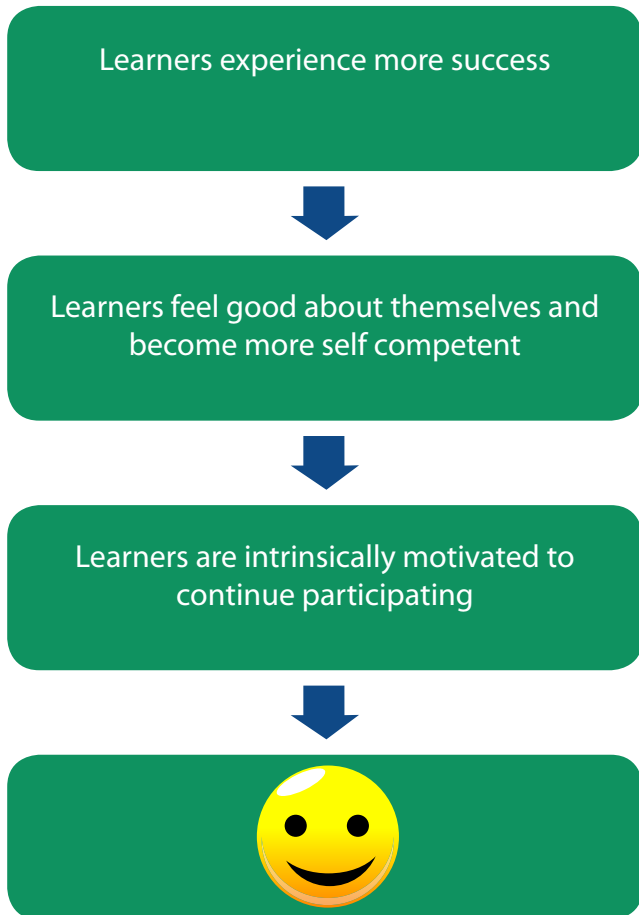 Learners experience more success
Learners feel good about themselves and
become more self competent
Learners are intrinsically motivated to
continue participating